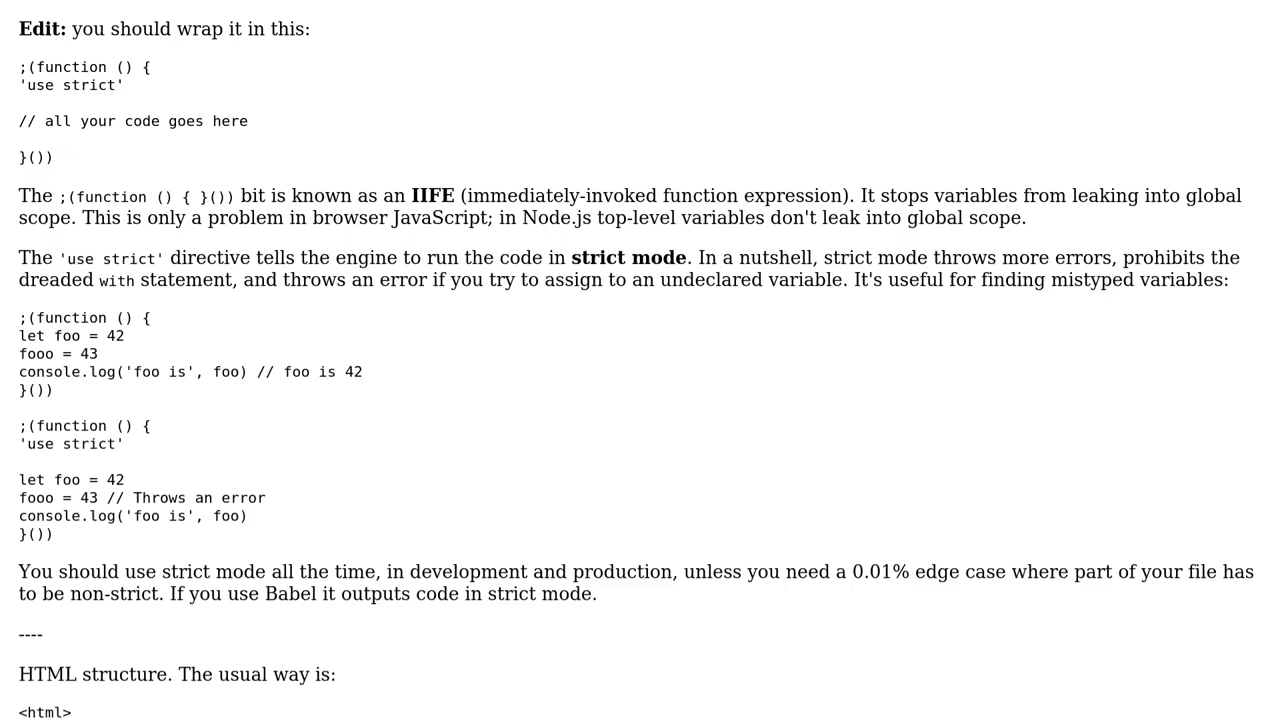 Edit: you should wrap it in this:
;(function () {
'use strict'
// all your code goes here
}())
The ;(function () { }()) bit is known as an IIFE (immediately-invoked function expression). It stops variables from leaking into global
scope. This is only a problem in browser JavaScript; in Node.js top-level variables don't leak into global scope.
The 'use strict' directive tells the engine to run the code in strict mode. In a nutshell, strict mode throws more errors, prohibits the
dreaded with statement, and throws an error if you try to assign to an undeclared variable. It's useful for finding mistyped variables:
;(function () {
let foo = 42
fooo = 43
console.log('foo is', foo) // foo is 42
}())
;(function () {
'use strict'
let foo = 42
fooo = 43 // Throws an error
console.log('foo is', foo)
}())
You should use strict mode all the time, in development and production, unless you need a 0.01% edge case where part of your file has
to be non-strict. If you use Babel it outputs code in strict mode.
----
HTML structure. The usual way is:
<html>